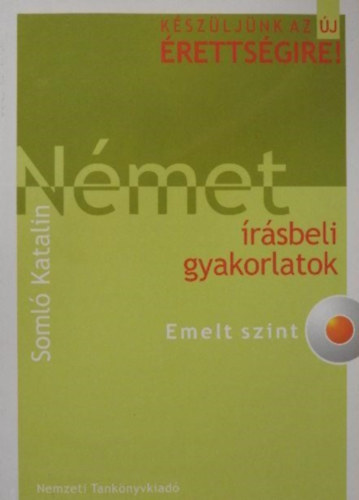 KÉSZÜLJÜNK AZ ÚJ
ÉRETTSÉGIRE!
Német
írásbeli
gyakorlatok
Somló Katalin
Emelt szint
Nemzeti Tankönyvkiadó